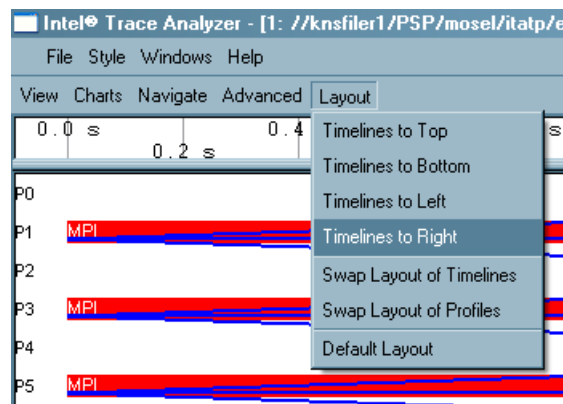 Intel® Trace Analyzer - [1: //knsfiler1/PSP/mosel/itatp/e
File Style Windows Help
View Charts Navigate Advanced Layout
0.0 s 0.4 s
0.2 s
Timelines to Top
Timelines to Bottom
Timelines to Left
Timelines to Right
Swap Layout of Timelines
Swap Layout of Profiles
Default Layout
P0
P1 MPI
P2
P3 MPI
P4
P5 MPI